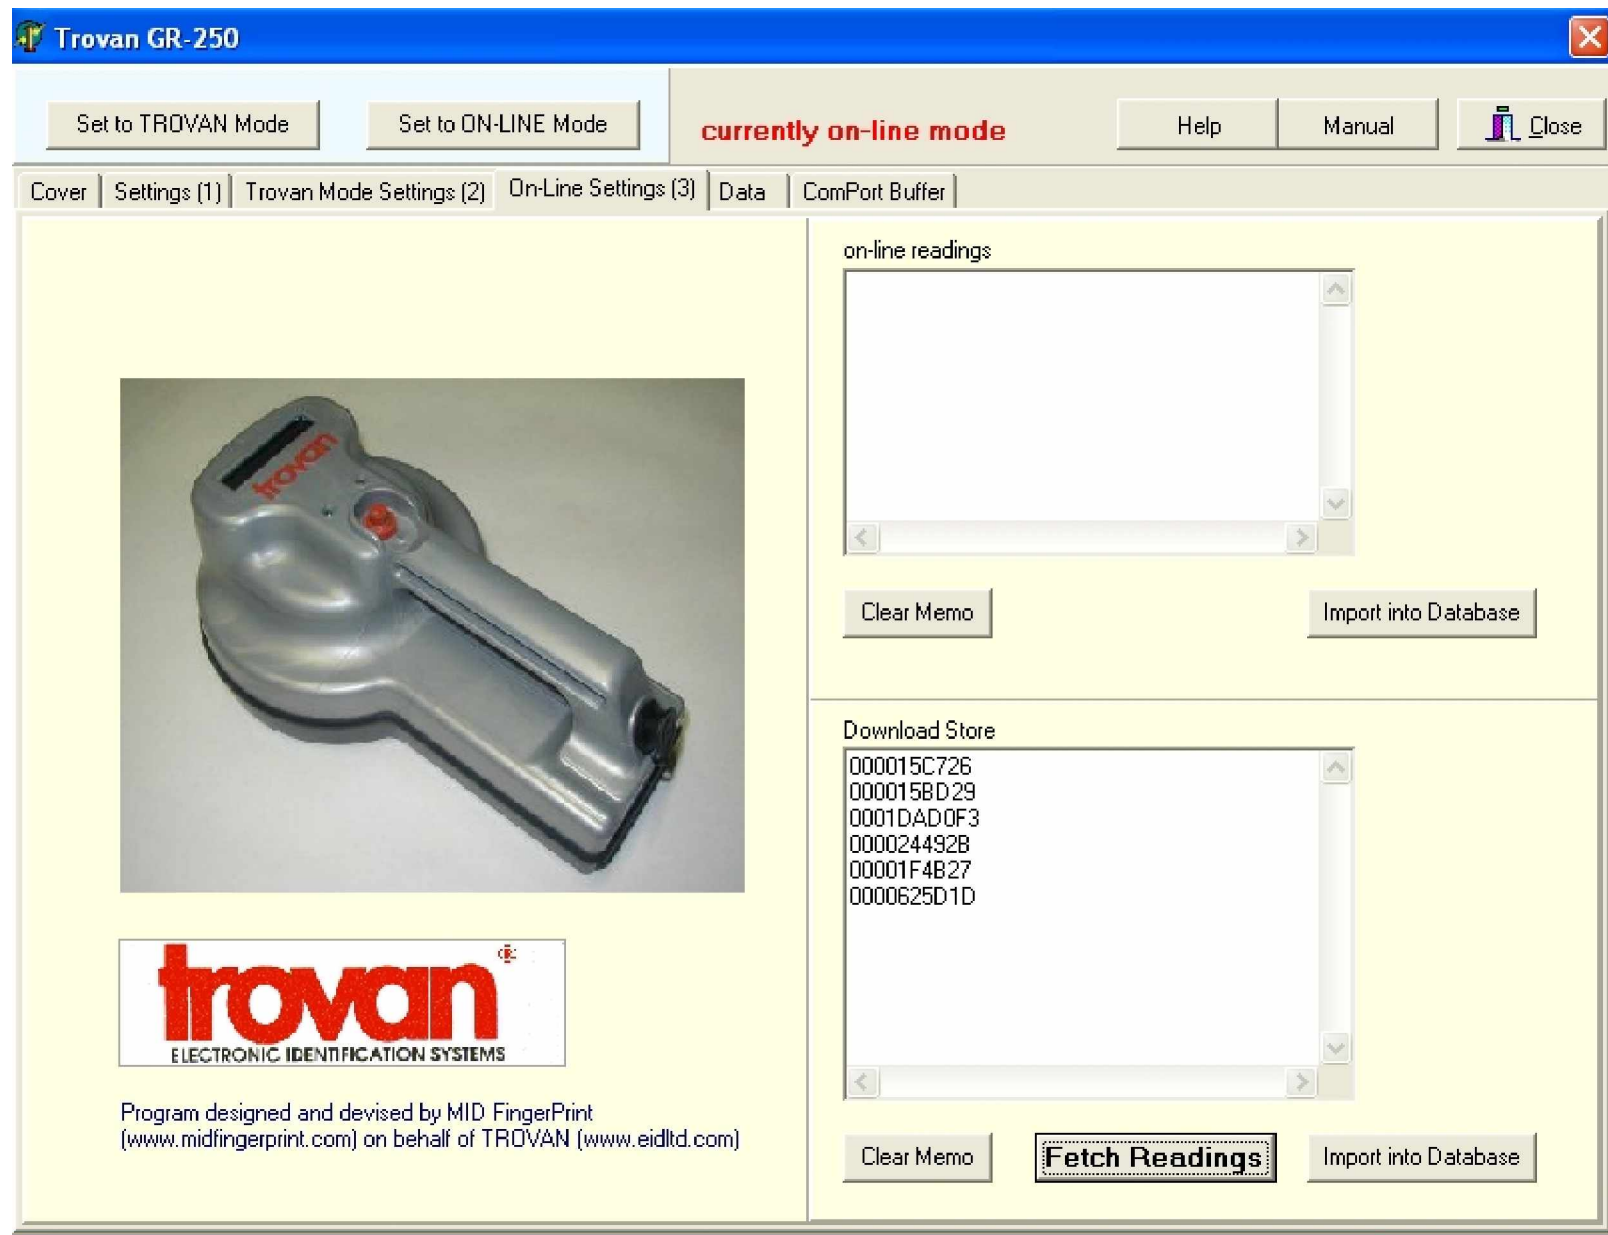 Trovan GR-250
Set to TROVAN Mode
Set to ON-LINE Mode
currently on-line mode
Help
Manual
Close
Cover
Settings (1)
Trovan Mode Settings (2)
On-Line Settings (3)
Data
ComPort Buffer
on-line readings
Clear Memo
Import into Database
trovan
trovan®
ELECTRONIC IDENTIFICATION SYSTEMS
Program designed and devised by MID FingerPrint
(www.midfingerprint.com) on behalf of TROVAN (www.eidltd.com)
Download Store
000015C726
000015BD29
0001DAD0F3
000024492B
00001F4B27
0000625D1D
Clear Memo
Fetch Readings
Import into Database